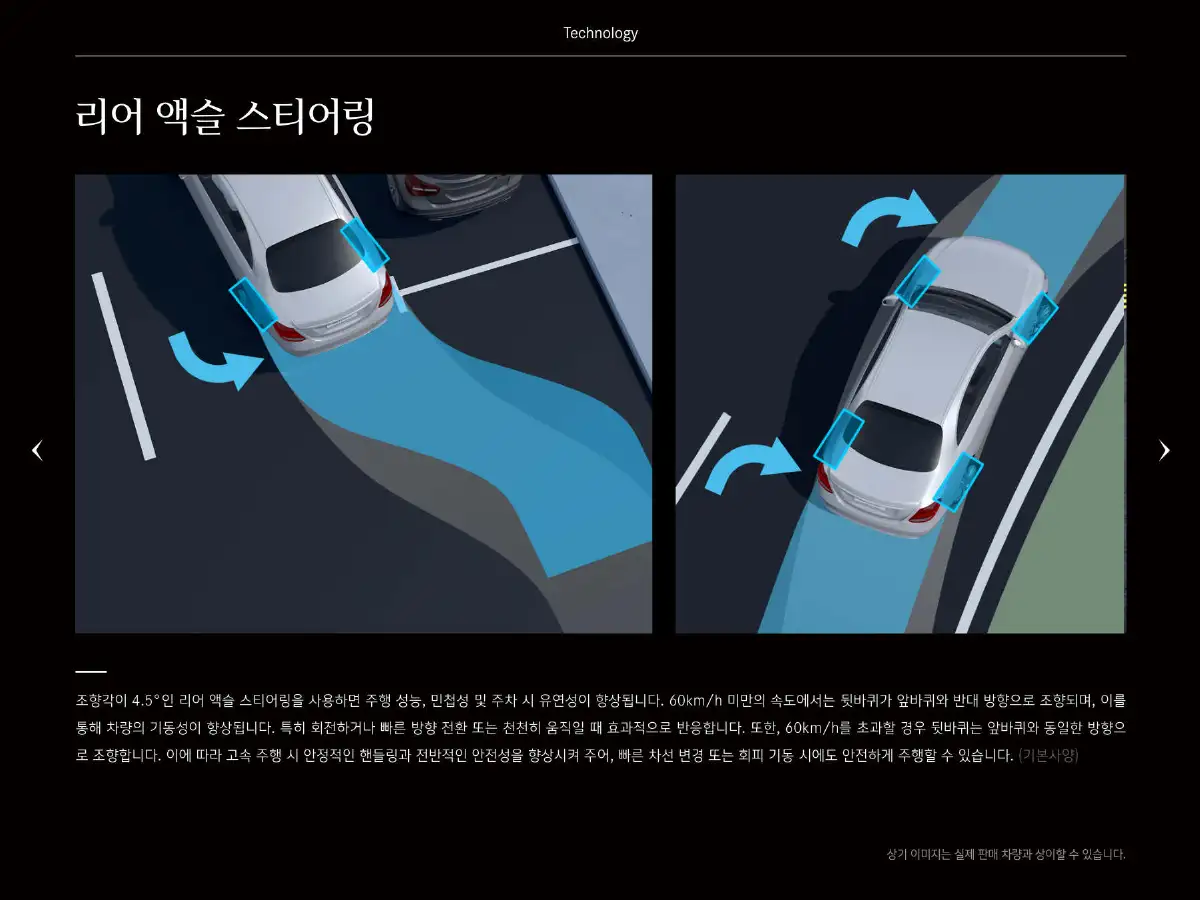 Technology
리어 액슬 스티어링
조향각이 4.5°인 리어 액슬 스티어링을 사용하면 주행 성능, 민첩성 및 주차 시 유연성이 향상됩니다. 60km/h 미만의 속도에서는 뒷바퀴가 앞바퀴와 반대 방향으로 조향되며, 이를
통해 차량의 기동성이 향상됩니다. 특히 회전하거나 빠른 방향 전환 또는 천천히 움직일 때 효과적으로 반응합니다. 또한, 60km/h를 초과할 경우 뒷바퀴는 앞바퀴와 동일한 방향으
로 조향합니다. 이에 따라 고속 주행 시 안정적인 핸들링과 전반적인 안전성을 향상시켜 주어, 빠른 차선 변경 또는 회피 기동 시에도 안전하게 주행할 수 있습니다. (기본사양)
상기 이미지는 실제 판매 차량과 상이할 수 있습니다.